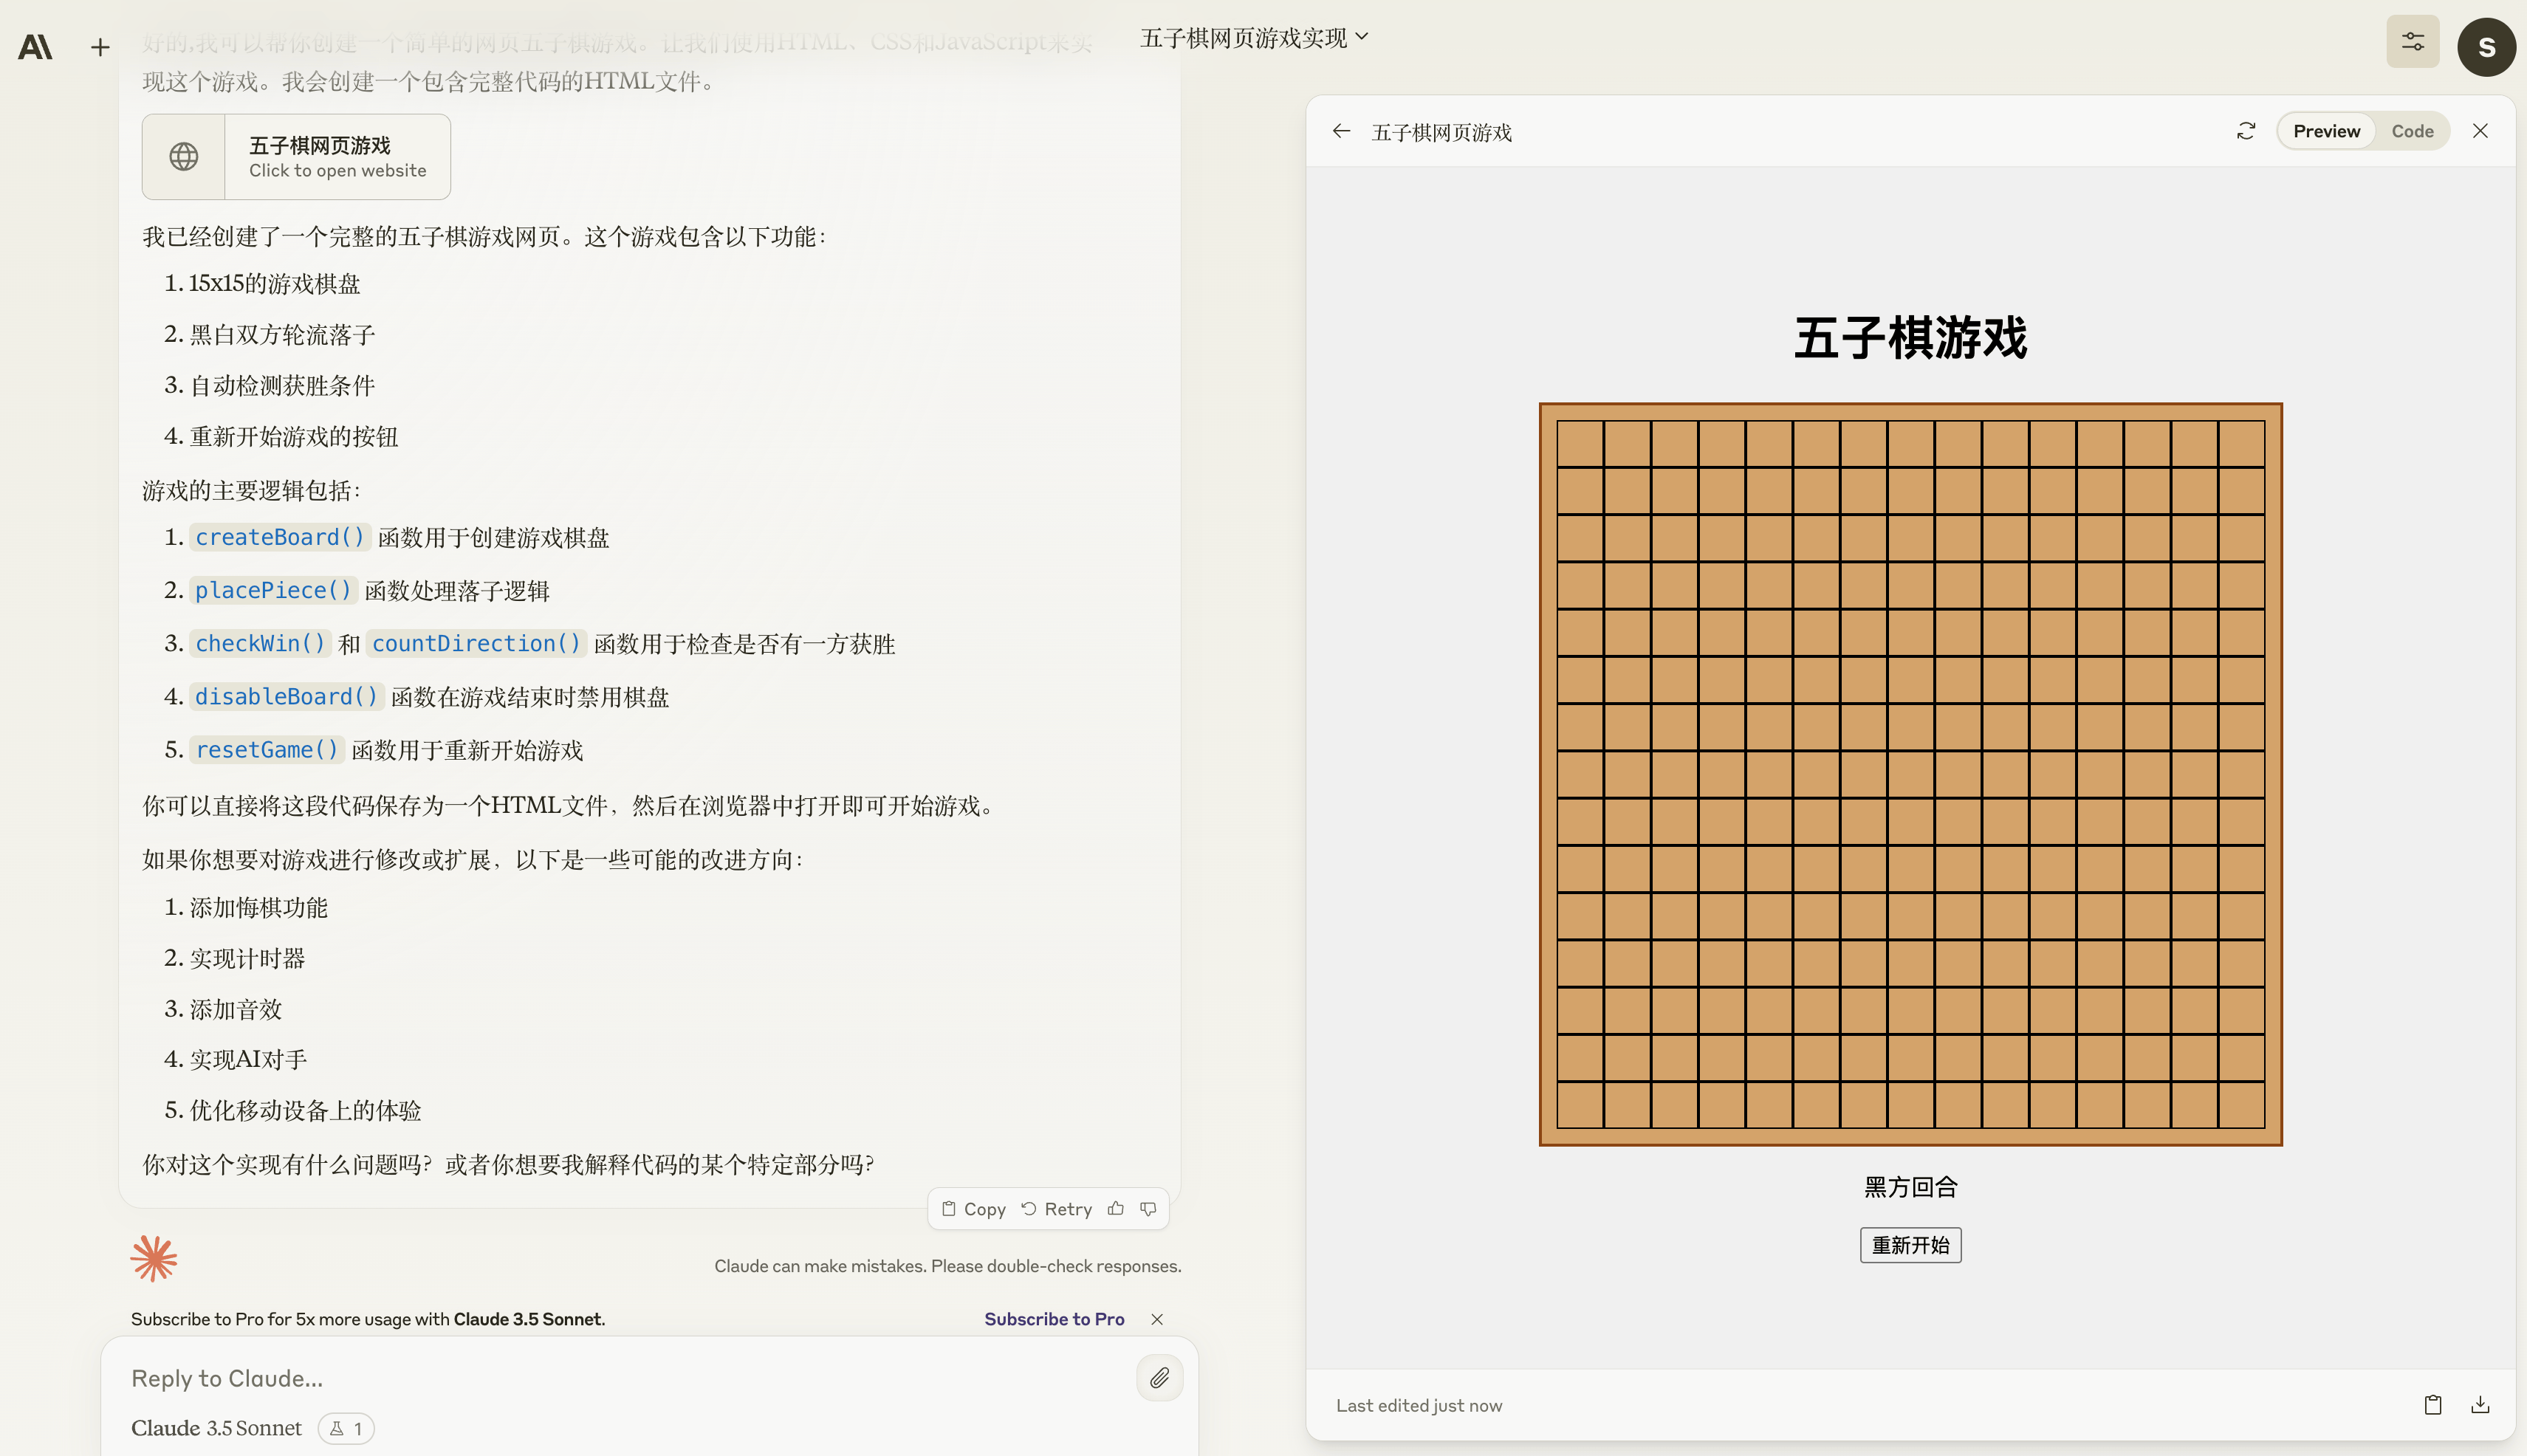 五子棋网页游戏实现
S
好的,我可以帮你创建一个简单的网页五子棋游戏。让我们使用HTML、CSS和JavaScript来实
现这个游戏。我会创建一个包含完整代码的HTML文件。
五子棋网页游戏
Click to open website
我已经创建了一个完整的五子棋游戏网页。这个游戏包含以下功能：
1. 15x15的游戏棋盘
2. 黑白双方轮流落子
3. 自动检测获胜条件
4. 重新开始游戏的按钮
游戏的主要逻辑包括：
1. createBoard() 函数用于创建游戏棋盘
2. placePiece() 函数处理落子逻辑
3. checkWin() 和 countDirection() 函数用于检查是否有一方获胜
4. disableBoard() 函数在游戏结束时禁用棋盘
5. resetGame() 函数用于重新开始游戏
你可以直接将这段代码保存为一个HTML文件，然后在浏览器中打开即可开始游戏。
如果你想要对游戏进行修改或扩展，以下是一些可能的改进方向：
1. 添加悔棋功能
2. 实现计时器
3. 添加音效
4. 实现AI对手
5. 优化移动设备上的体验
你对这个实现有什么问题吗？或者你想要我解释代码的某个特定部分吗？
Copy Retry
Claude can make mistakes. Please double-check responses.
Subscribe to Pro for 5x more usage with Claude 3.5 Sonnet.
Subscribe to Pro
Reply to Claude...
Claude 3.5 Sonnet 1
五子棋网页游戏
Preview Code
五子棋游戏
黑方回合
重新开始
Last edited just now